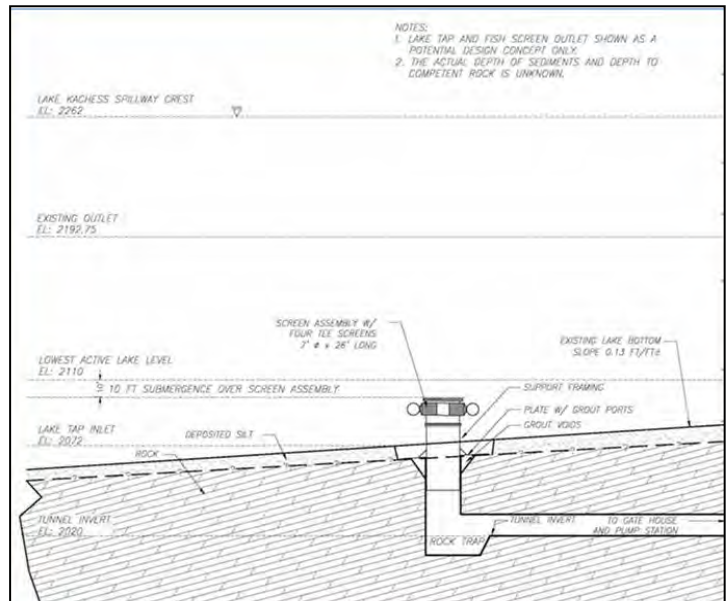 NOTES:
1. LAKE TAP AND FISH SCREEN OUTLET SHOWN AS A
POTENTIAL DESIGN CONCEPT ONLY.
2. THE ACTUAL DEPTH OF SEDIMENTS AND DEPTH TO
COMPETENT ROCK IS UNKNOWN.
LAKE KACHESS SPILLWAY CREST
EL: 2262
EXISTING OUTLET
EL: 2192.75
SCREEN ASSEMBLY W/
FOUR TEE SCREENS
7' ø x 26' LONG
EXISTING LAKE BOTTOM
SLOPE 0.13 FT/FT±
LOWEST ACTIVE LAKE LEVEL
EL: 2110
10 FT SUBMERGENCE OVER SCREEN ASSEMBLY
SUPPORT FRAMING
PLATE W/ GROUT PORTS
GROUT VOIDS
LAKE TAP INLET
EL: 2072
DEPOSITED SILT
ROCK
TUNNEL INVERT
EL: 2020
TUNNEL INVERT
TO GATE HOUSE
AND PUMP STATION
ROCK TRAP